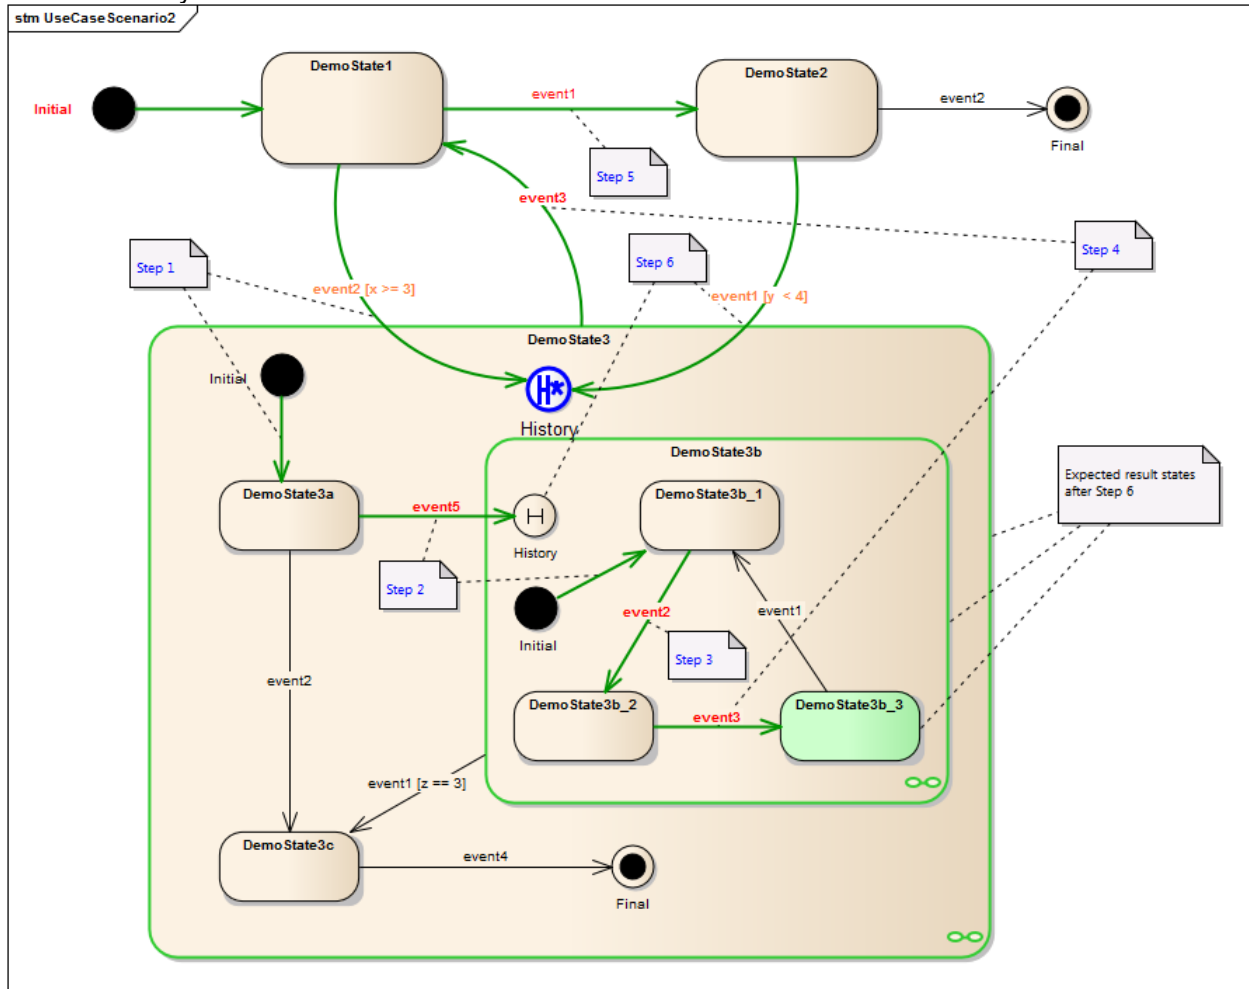 stm UseCaseScenario2
DemoState1
DemoState2
Initial
event1
event2
Final
Step 5
event3
Step 1
Step 6
Step 4
event2 [x >= 3]
event1 [y < 4]
DemoState3
Initial
History
DemoState3b
Expected result states
after Step 6
DemoState3a
event5
DemoState3b_1
History
Step 2
event2
event1
Initial
Step 3
event2
DemoState3b_2
event3
DemoState3b_3
event1 [z == 3]
DemoState3c
event4
Final